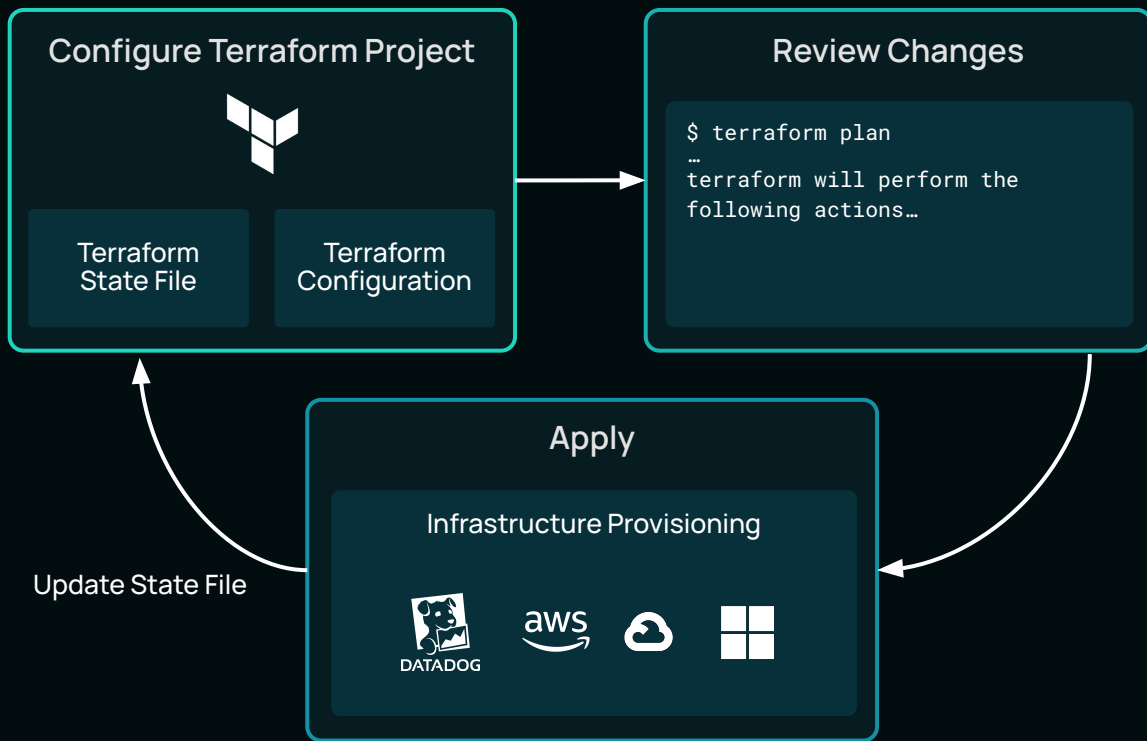 Configure Terraform Project
Terraform
State File
Terraform
Configuration
Review Changes
$ terraform plan
…
terraform will perform the
following actions…
Apply
Infrastructure Provisioning
DATADOG
aws
Update State File